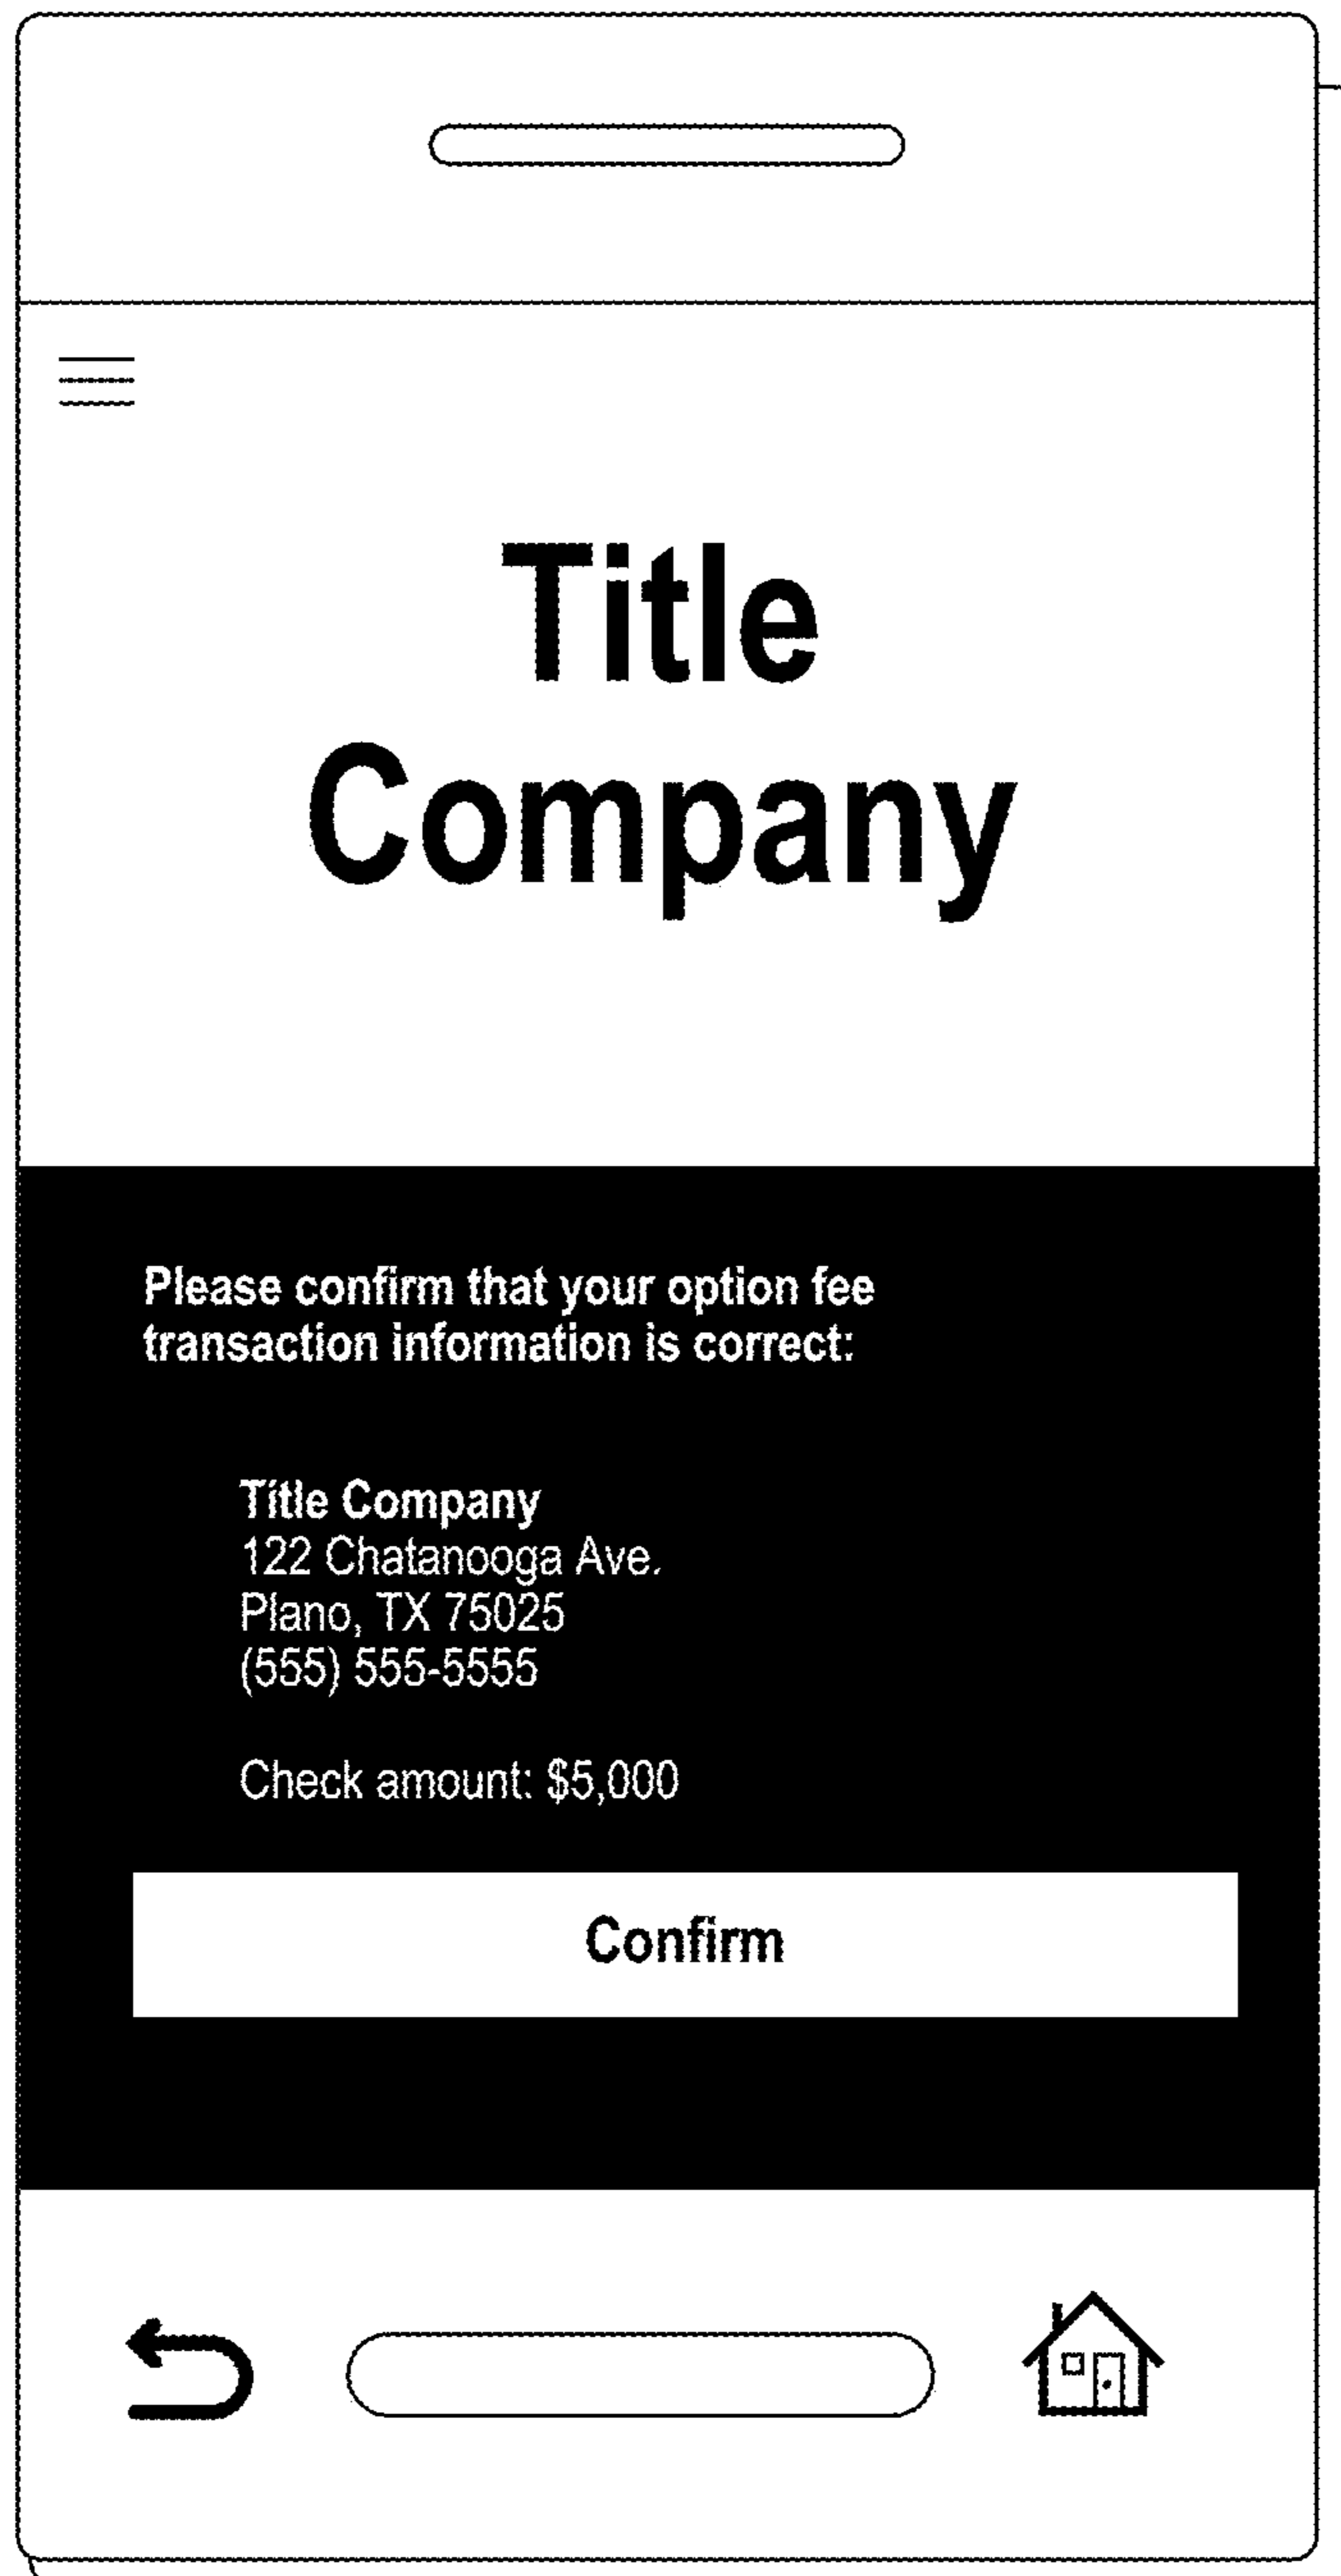 Title
Company
Please confirm that your option fee
transaction information is correct:
Title Company
122 Chatanooga Ave.
Plano, TX 75025
(555) 555-5555
Check amount: $5,000
Confirm